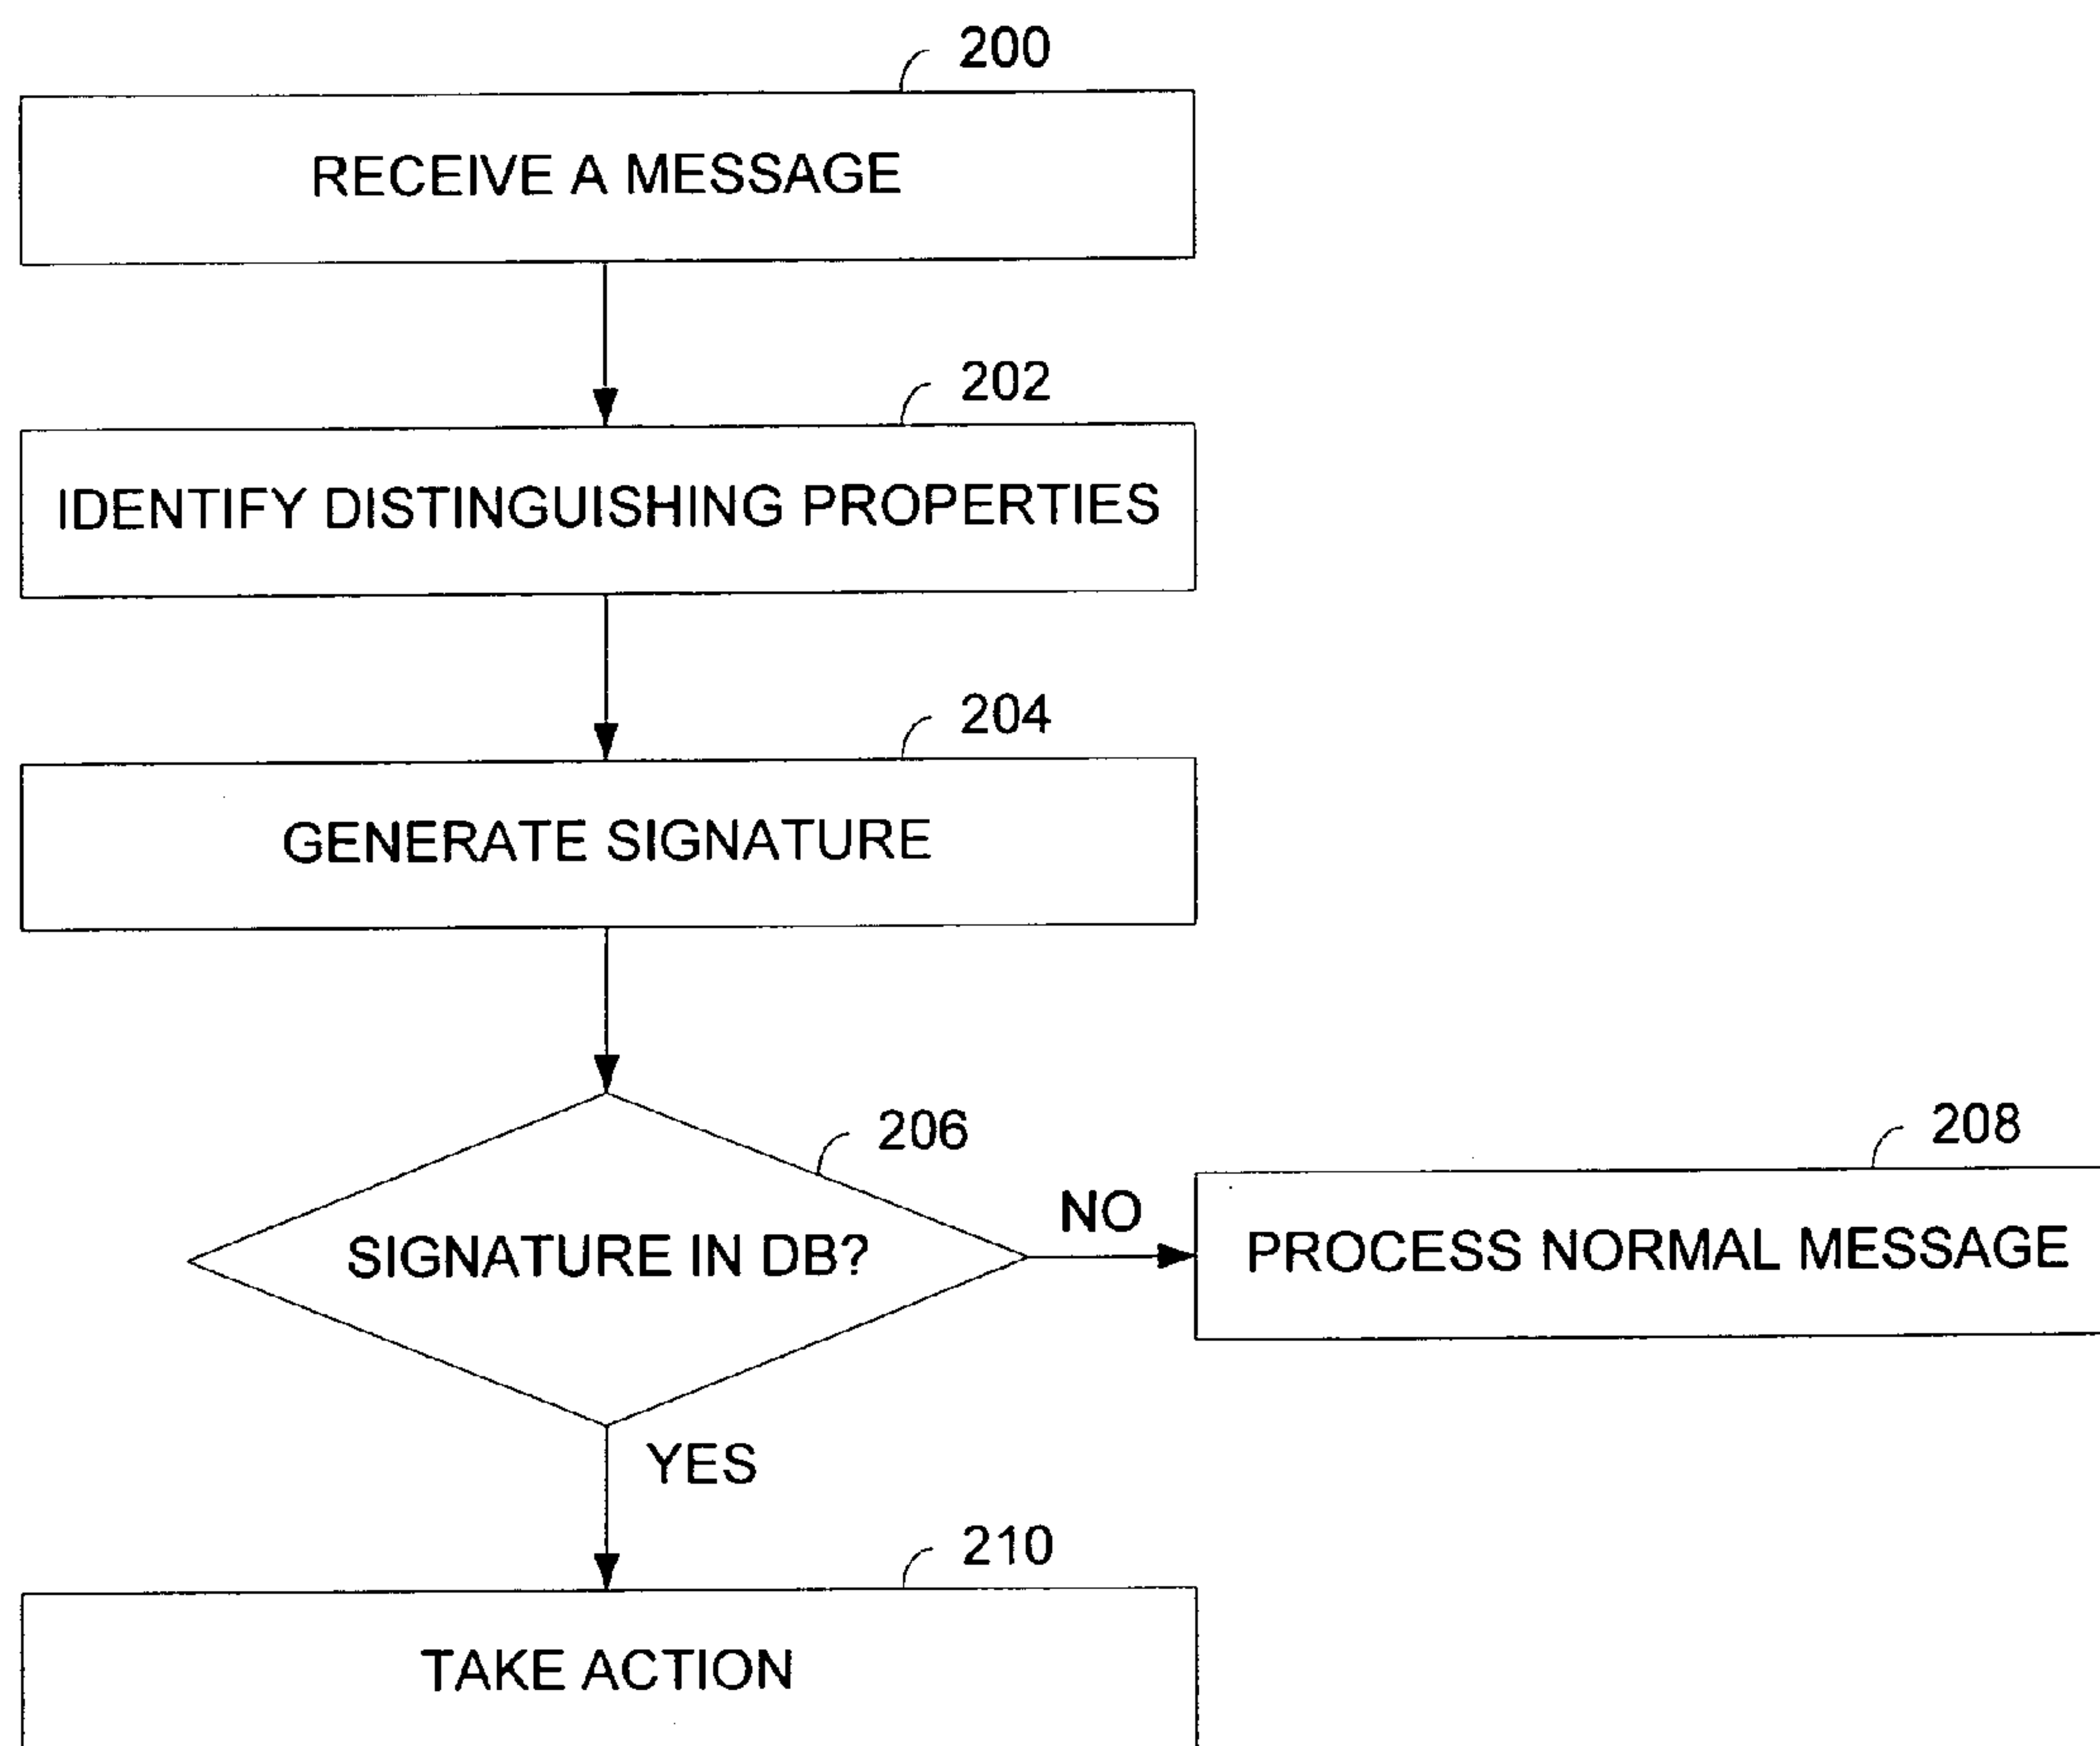 200
RECEIVE A MESSAGE
202
IDENTIFY DISTINGUISHING PROPERTIES
204
GENERATE SIGNATURE
206
SIGNATURE IN DB?
NO
208
PROCESS NORMAL MESSAGE
YES
210
TAKE ACTION